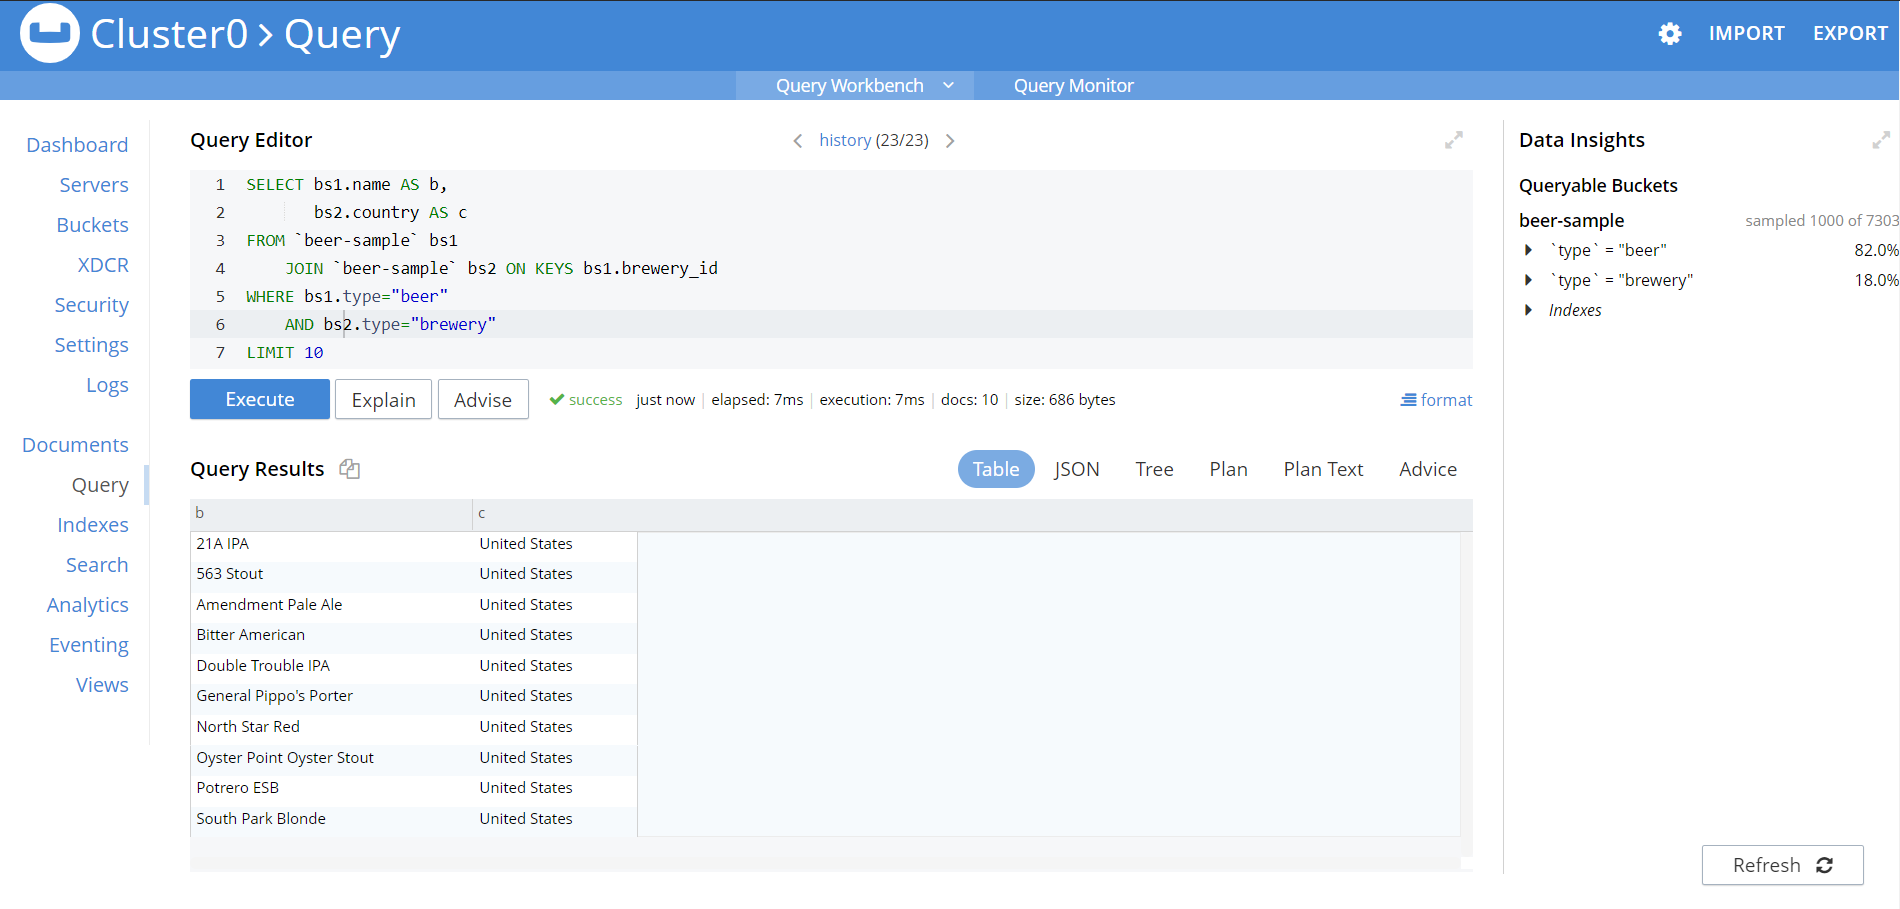 Cluster0 > Query
IMPORT EXPORT
Query Workbench Query Monitor
Dashboard
Servers
Buckets
XDCR
Security
Settings
Logs
Documents
Query
Indexes
Search
Analytics
Eventing
Views
Query Editor
history (23/23)
1 SELECT bs1.name AS b,
2 bs2.country AS c
3 FROM `beer-sample` bs1
4 JOIN `beer-sample` bs2 ON KEYS bs1.brewery_id
5 WHERE bs1.type="beer"
6 AND bs2.type="brewery"
7 LIMIT 10
Execute Explain Advise success just now | elapsed: 7ms | execution: 7ms | docs: 10 | size: 686 bytes format
Query Results Table JSON Tree Plan Plan Text Advice
b c
21A IPA United States
563 Stout United States
Amendment Pale Ale United States
Bitter American United States
Double Trouble IPA United States
General Pippo's Porter United States
North Star Red United States
Oyster Point Oyster Stout United States
Potrero ESB United States
South Park Blonde United States
Data Insights
Queryable Buckets
beer-sample sampled 1000 of 7303
`type` = "beer" 82.0%
`type` = "brewery" 18.0%
Indexes
Refresh